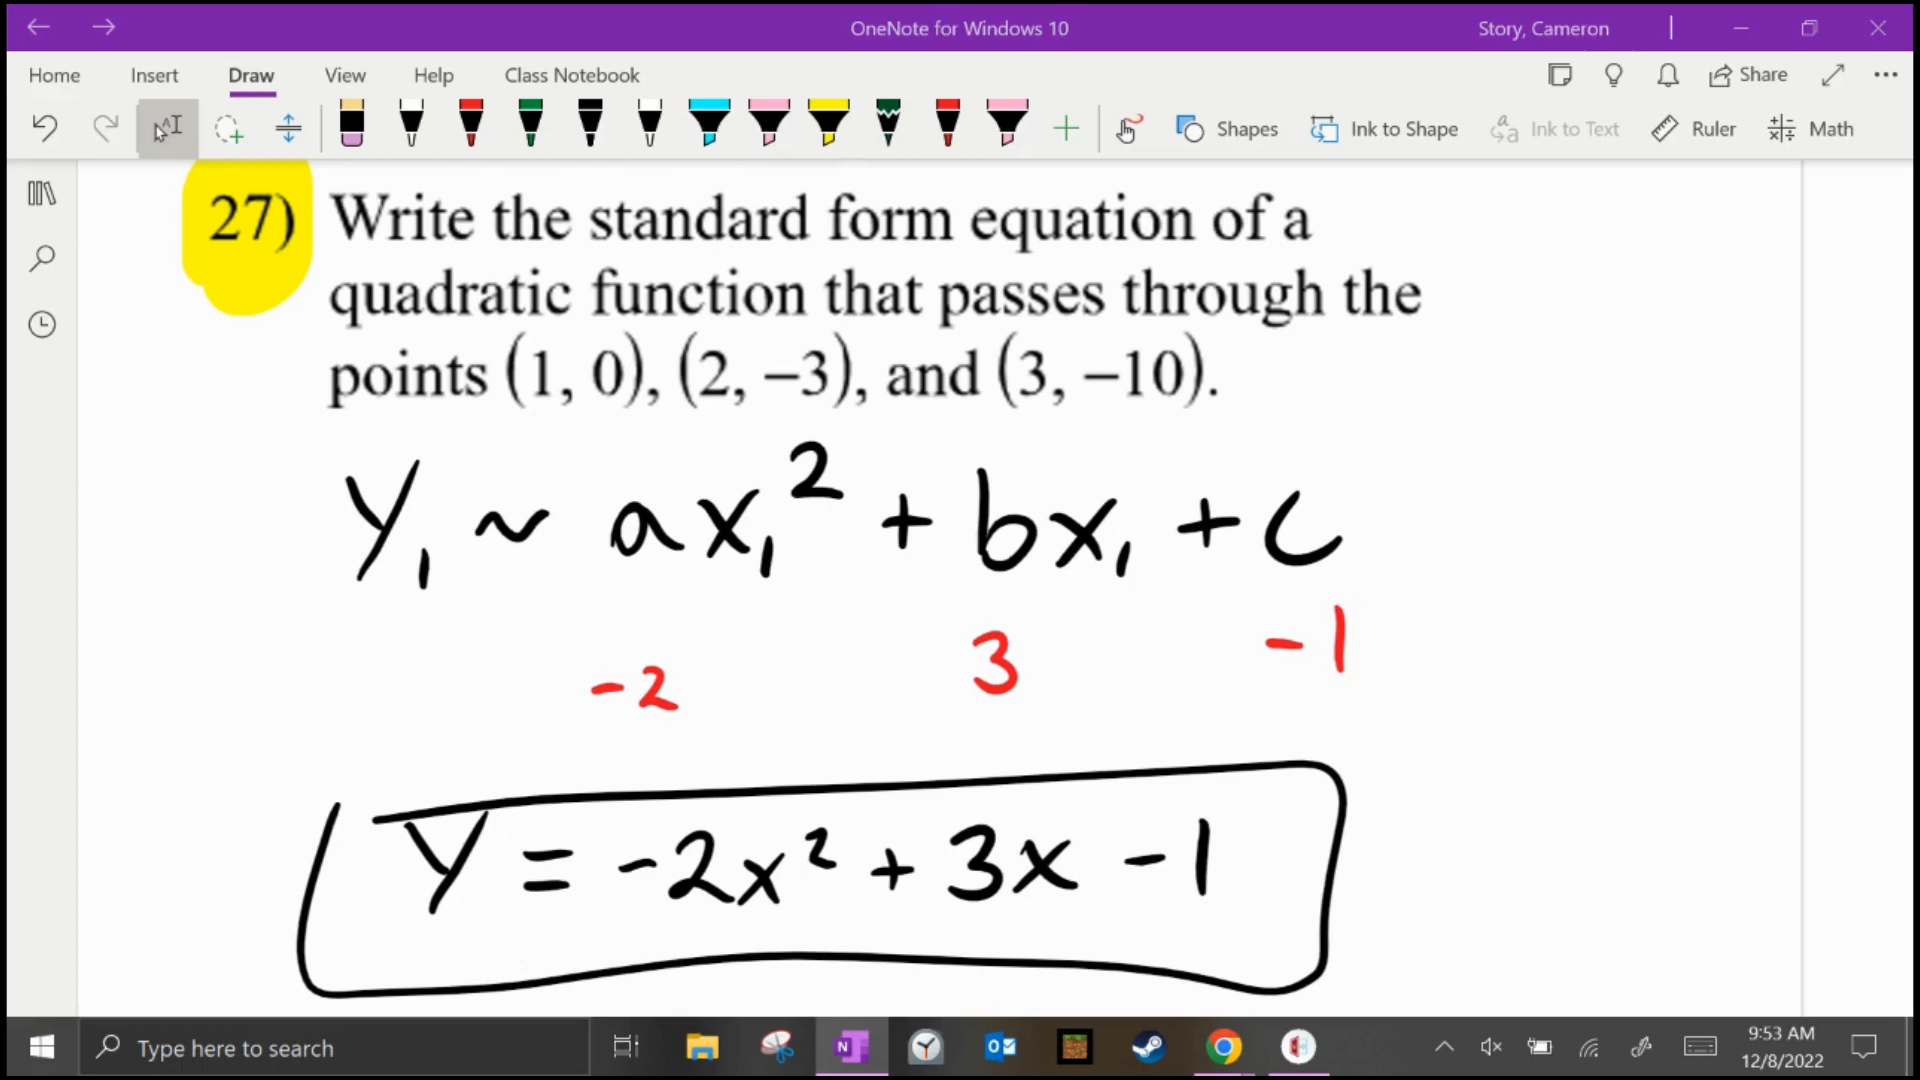 OneNote for Windows 10
Story, Cameron
Home Insert Draw View Help Class Notebook
Share
Shapes Ink to Shape Ink to Text Ruler Math
27) Write the standard form equation of a
quadratic function that passes through the
points (1, 0), (2, −3), and (3, −10).
Y₁ ~ ax₁² + bx₁ + c
-2 3 -1
Y = -2x² + 3x - 1
Type here to search
9:53 AM
12/8/2022